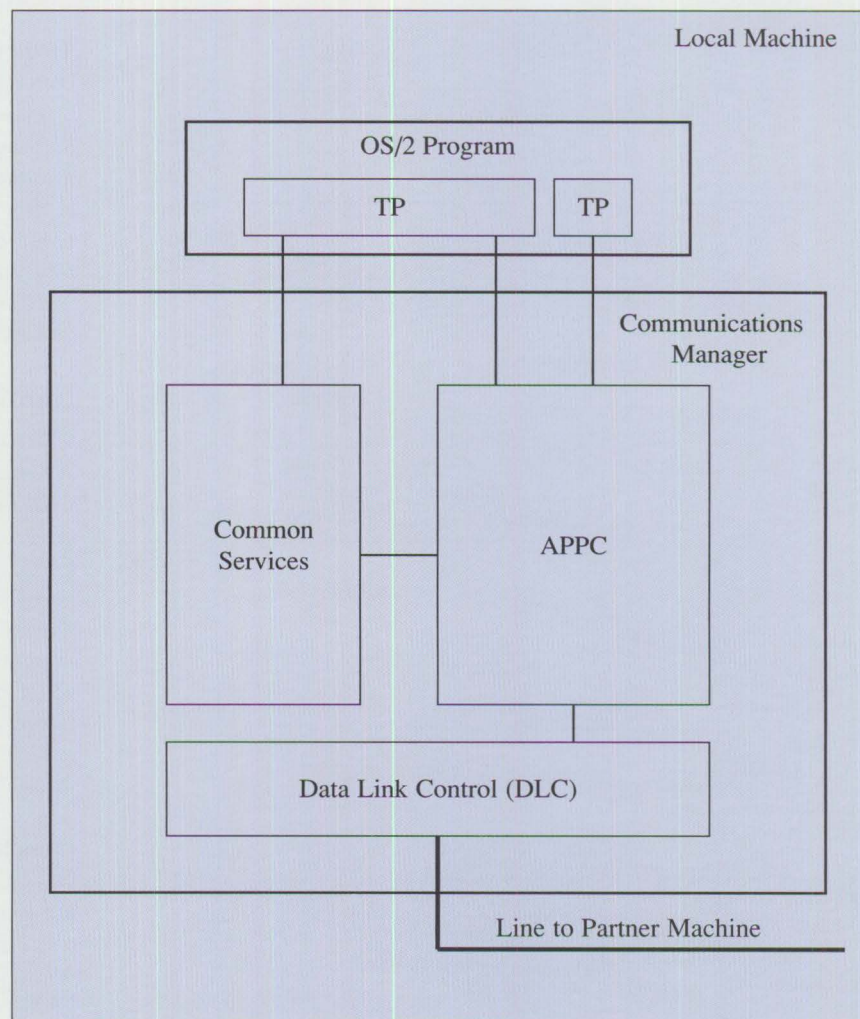 Local Machine
OS/2 Program
TP
TP
Communications
Manager
Common
Services
APPC
Data Link Control (DLC)
Line to Partner Machine